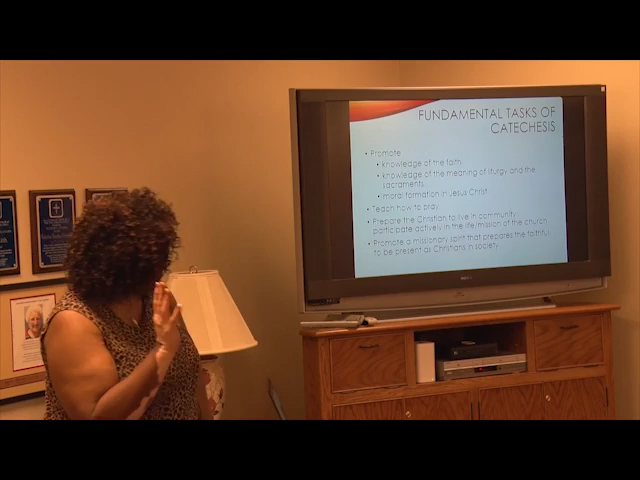 FUNDAMENTAL TASKS OF
CATECHESIS
• Promote
• knowledge of the faith
• knowledge of the meaning of liturgy and the
sacraments
• moral formation in Jesus Christ
• Teach how to pray
• Prepare the Christian to live in community
participate actively in the life/mission of the church
• Promote a missionary spirit that prepares the faithful
to be present as Christians in society